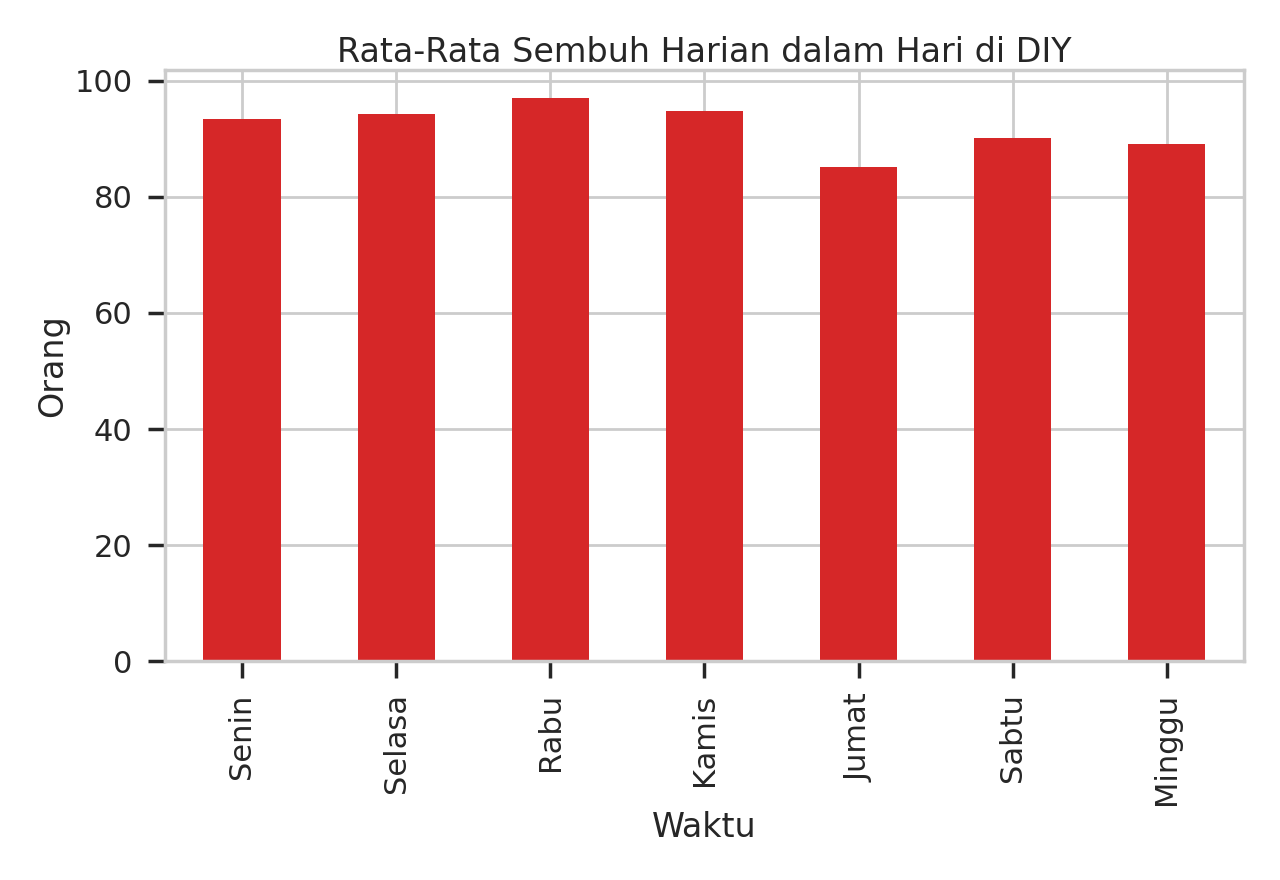 Rata-Rata Sembuh Harian dalam Hari di DIY
100
80
60
40
20
0
Orang
Senin
Selasa
Rabu
Kamis
Jumat
Sabtu
Minggu
Waktu